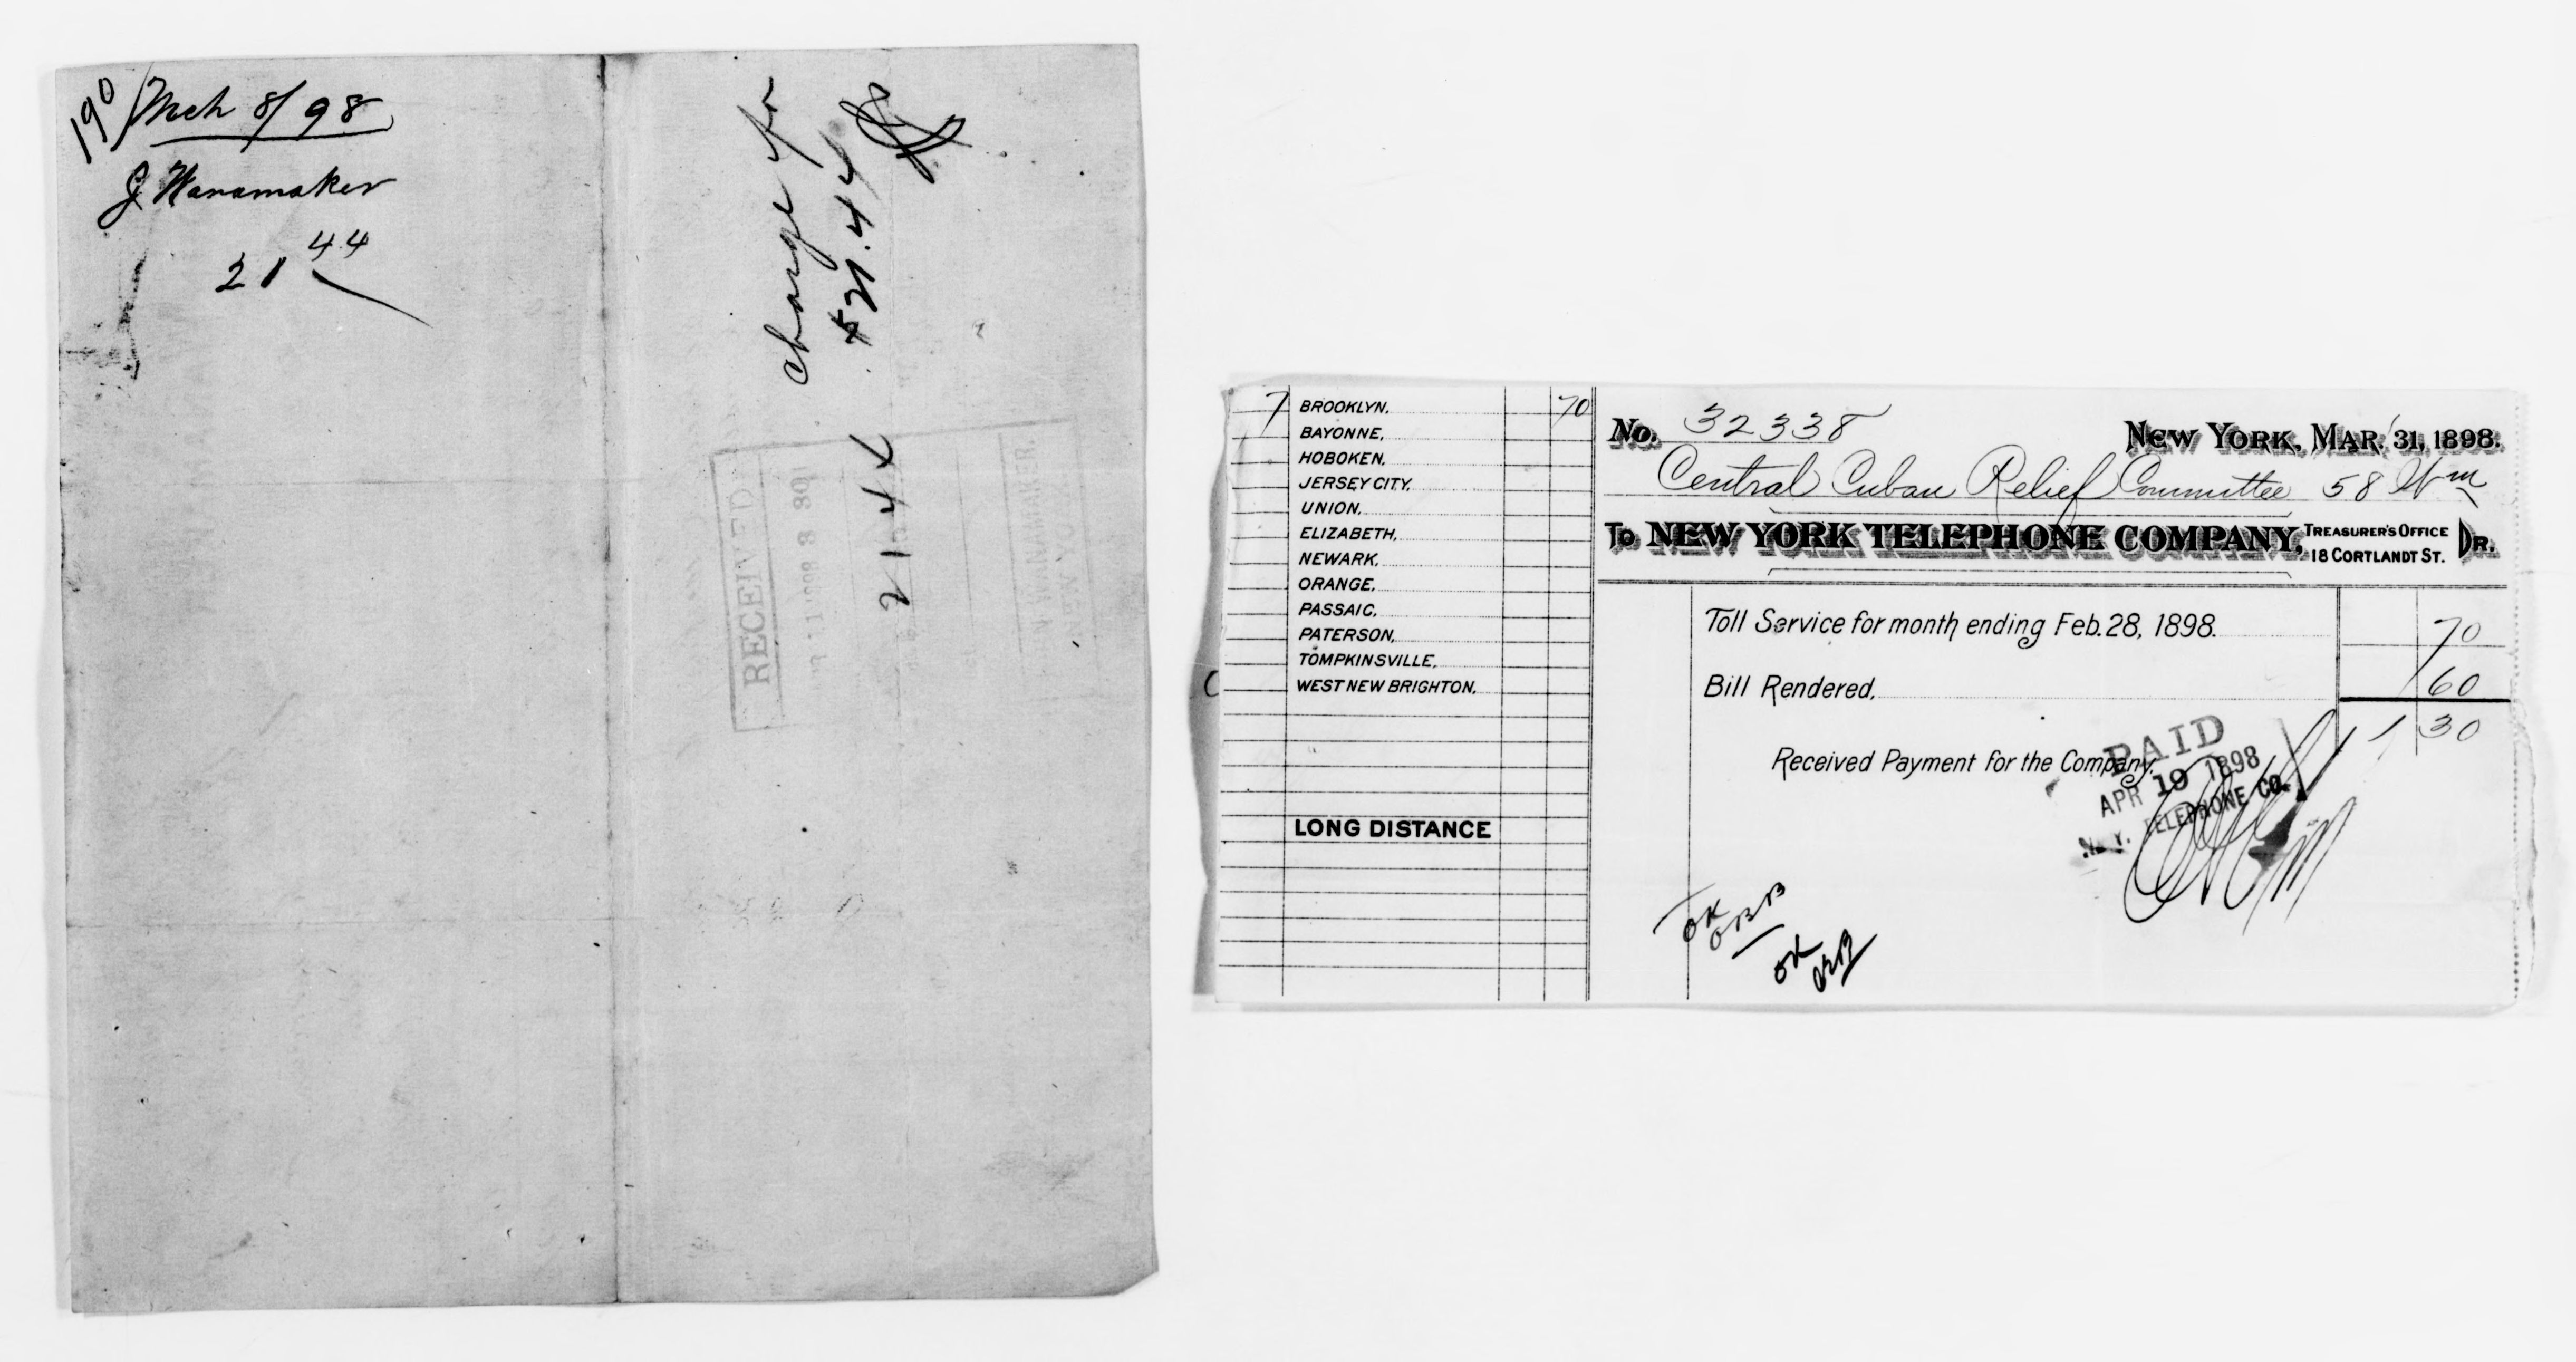 190
Mch 8/98
J Wanamaker
21 44
charge to
$21.44
2144
RECEIVED
7 BROOKLYN, 70
BAYONNE,
HOBOKEN,
JERSEY CITY,
UNION,
ELIZABETH,
NEWARK,
ORANGE,
PASSAIC,
PATERSON,
TOMPKINSVILLE,
WEST NEW BRIGHTON,
LONG DISTANCE
No. 32338
NEW YORK, MAR. 31, 1898.
Central Cuban Relief Committee 58 Wm
To NEW YORK TELEPHONE COMPANY, TREASURER'S OFFICE 18 CORTLANDT ST. DR.
Toll Service for month ending Feb. 28, 1898. 70
Bill Rendered, 60
1 30
Received Payment for the Company,
PAID
APR 19 1898
N. Y. TELEPHONE CO.
OK
OK